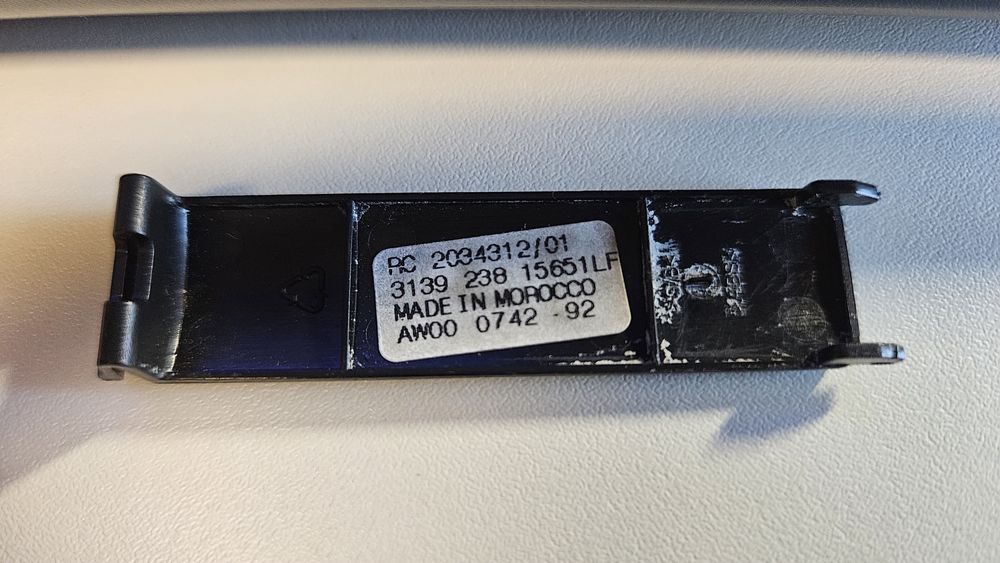 RC 2034312/01
3139 238 15651LF
MADE IN MOROCCO
AW00 0742 -92